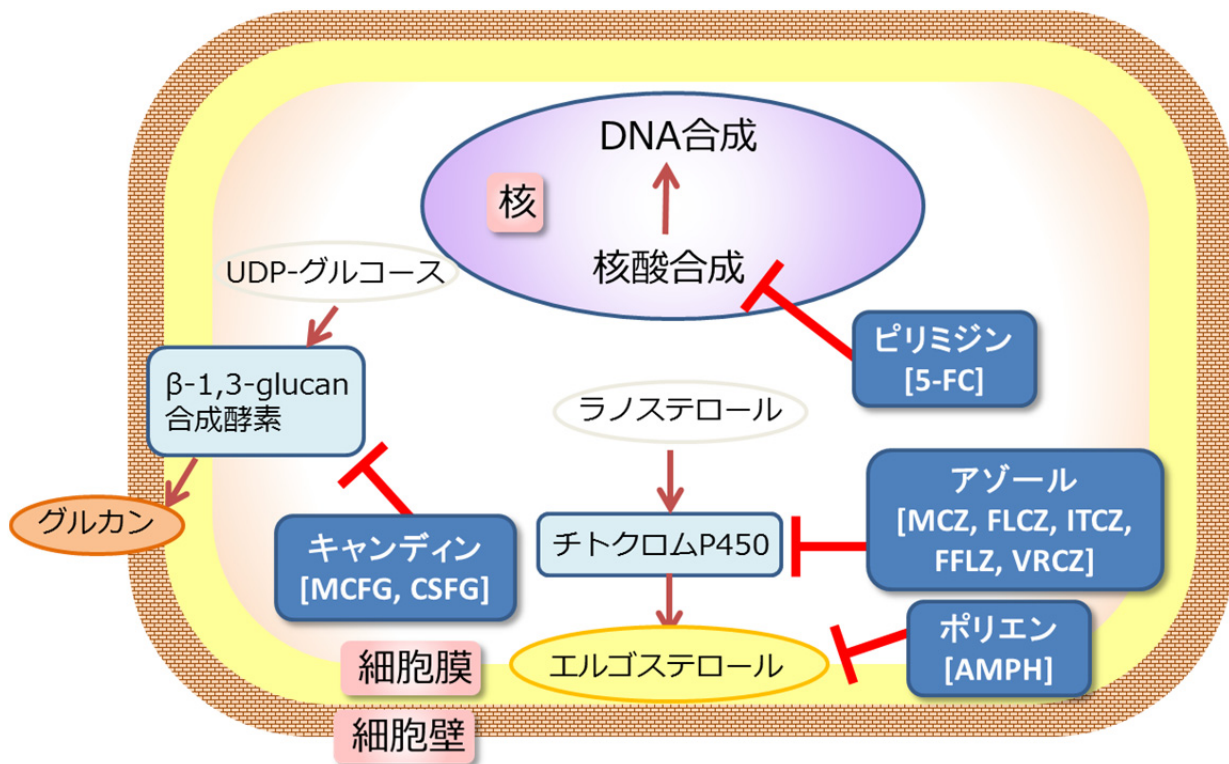 DNA合成
核
核酸合成
UDP-グルコース
ピリミジン
[5-FC]
β-1,3-glucan
合成酵素
ラノステロール
アゾール
[MCZ, FLCZ, ITCZ,
FFLZ, VRCZ]
グルカン
キャンディン
[MCFG, CSFG]
チトクロムP450
ポリエン
[AMPH]
エルゴステロール
細胞膜
細胞壁